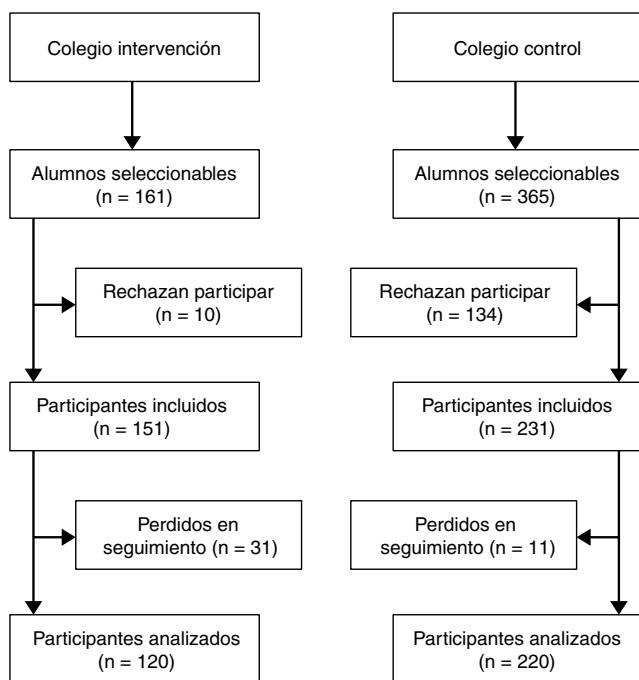 Colegio intervención
Alumnos seleccionables
(n = 161)
Rechazan participar
(n = 10)
Participantes incluidos
(n = 151)
Perdidos en
seguimiento (n = 31)
Participantes analizados
(n = 120)
Colegio control
Alumnos seleccionables
(n = 365)
Rechazan participar
(n = 134)
Participantes incluidos
(n = 231)
Perdidos en
seguimiento (n = 11)
Participantes analizados
(n = 220)